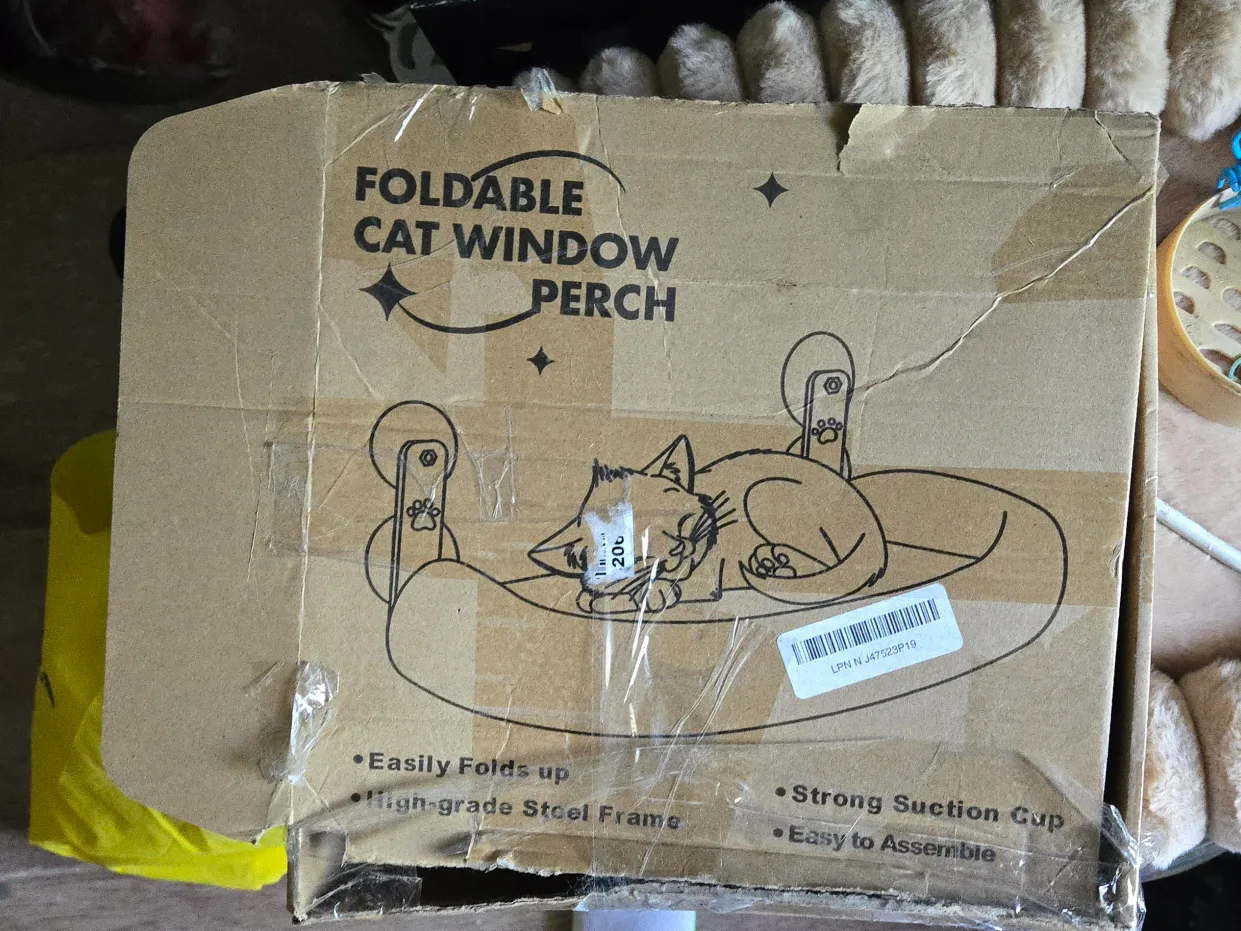 FOLDABLE
CAT WINDOW
PERCH
206
LPN N J47523P19
•Easily Folds up
•High-grade Steel Frame
•Strong Suction Cup
•Easy to Assemble